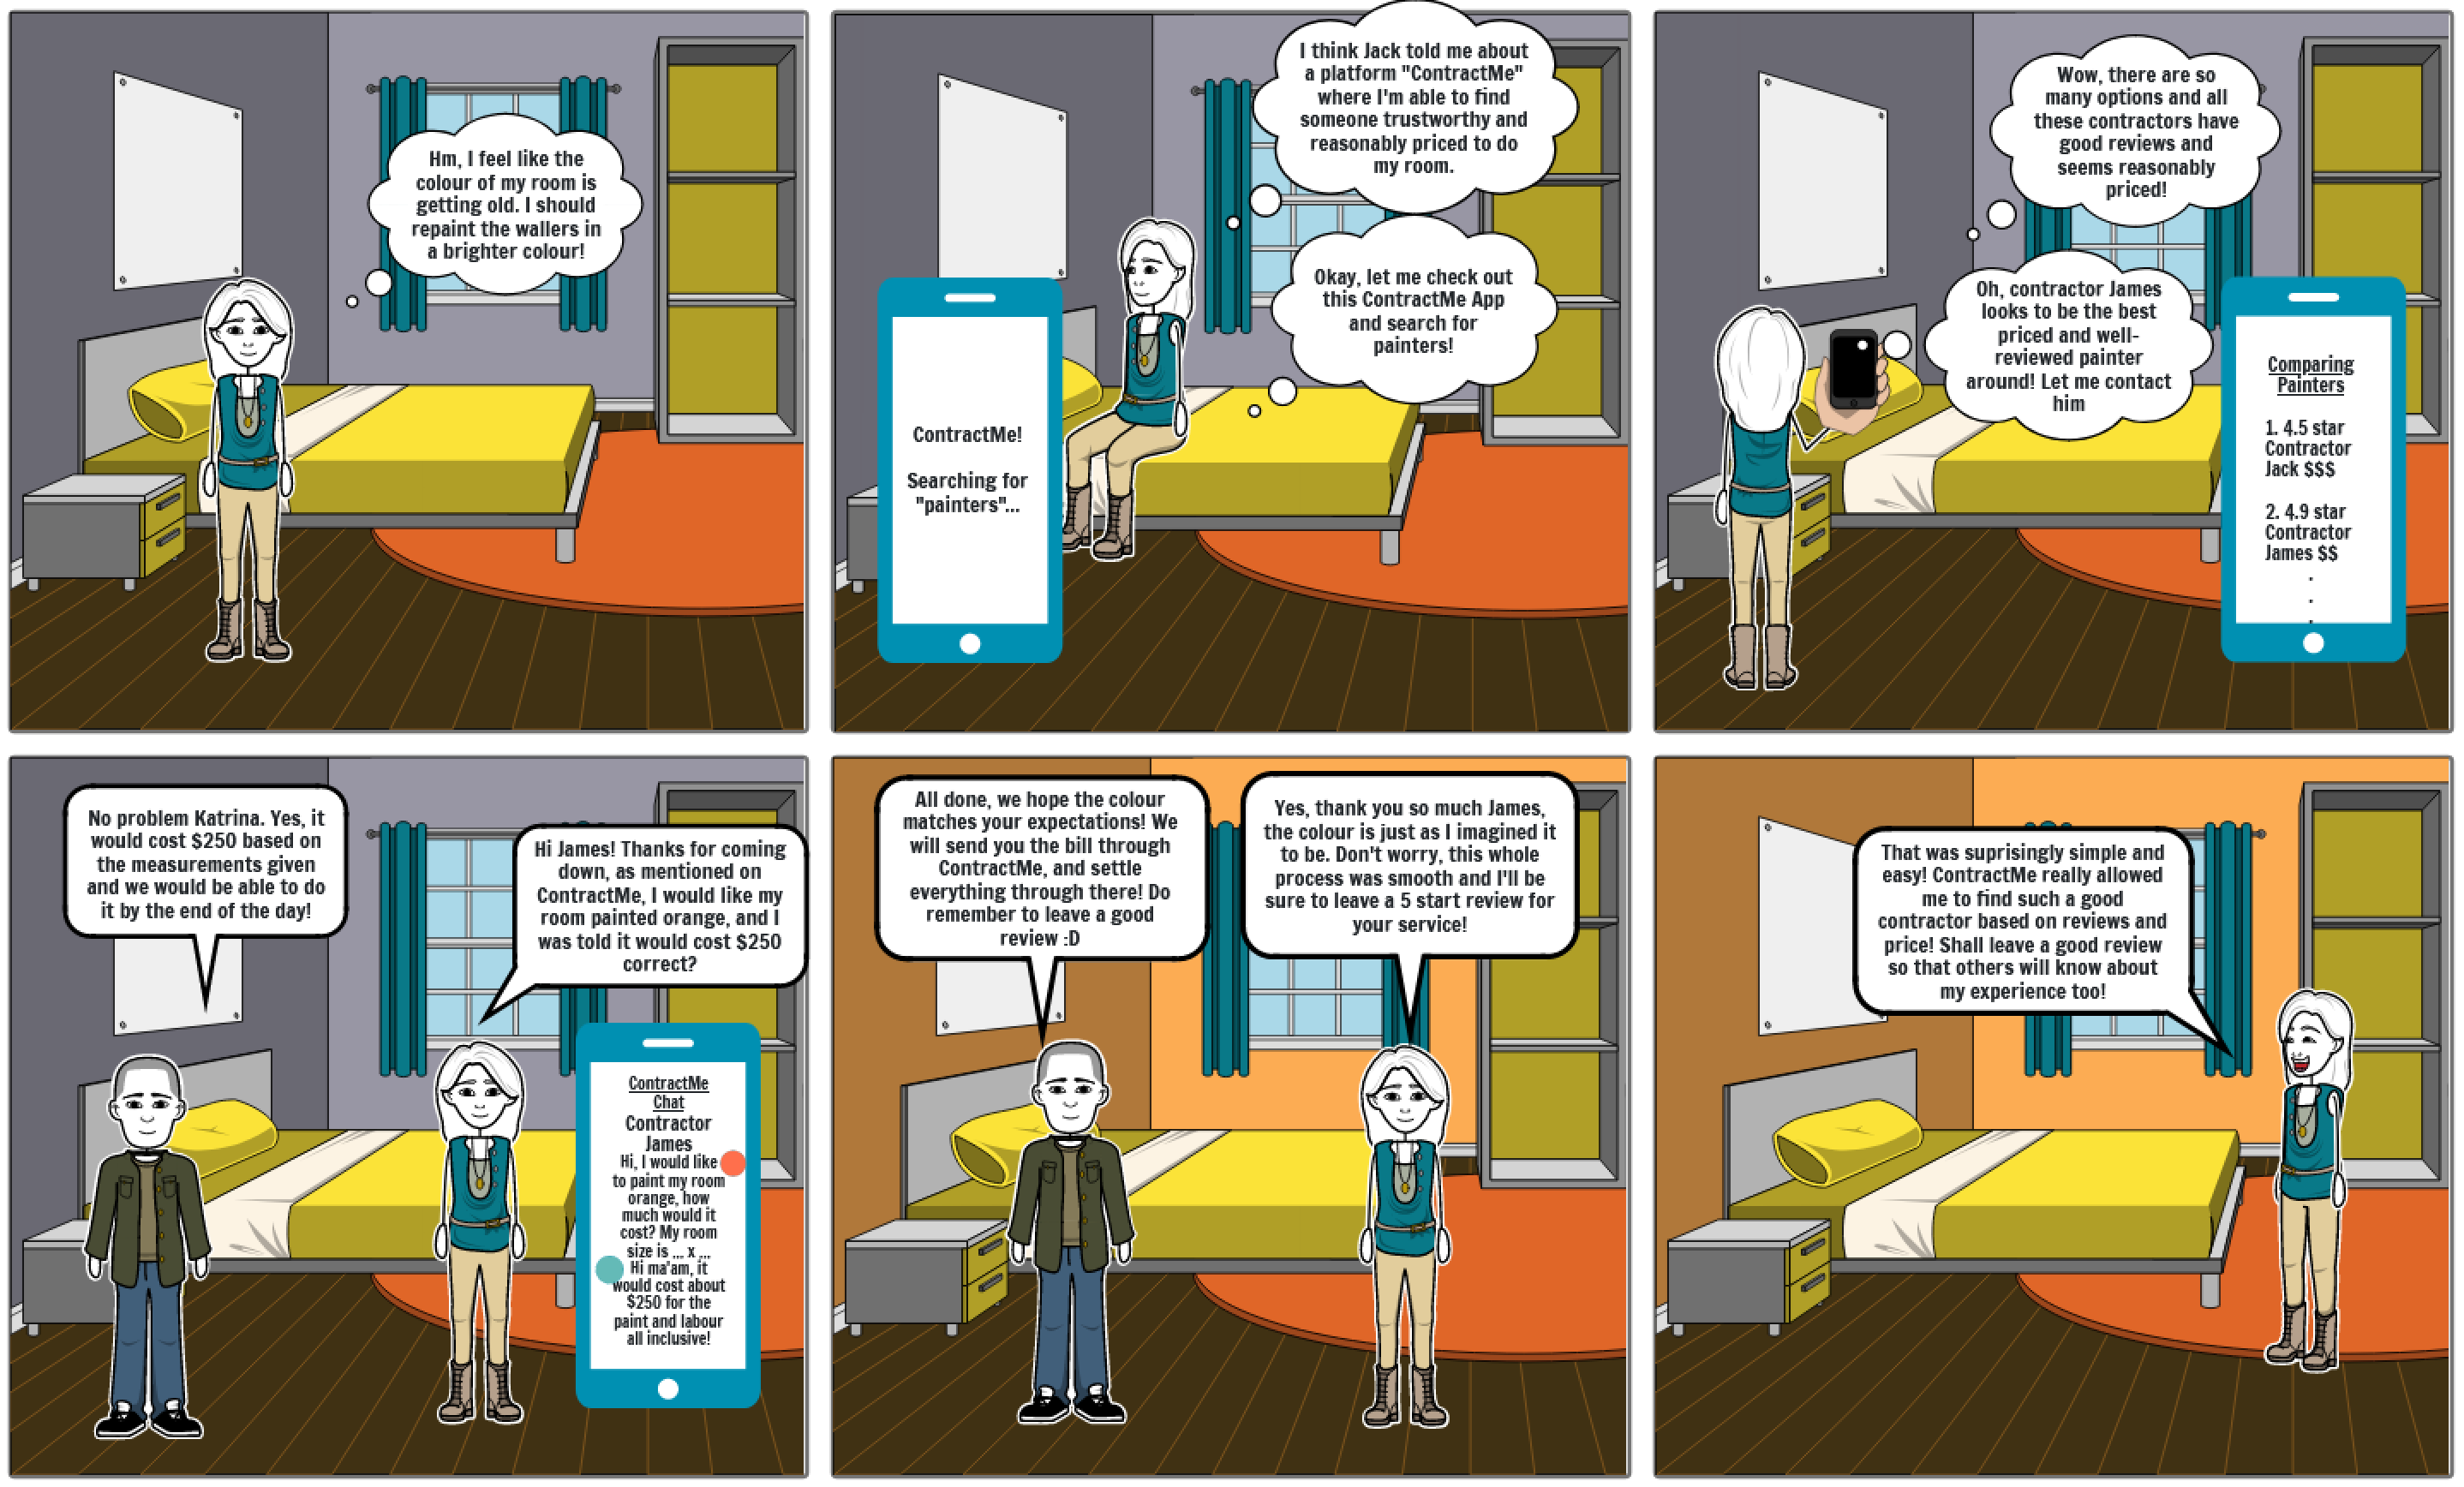 Hm, I feel like the
colour of my room is
getting old. I should
repaint the wallers in
a brighter colour!
I think Jack told me about
a platform "ContractMe"
where I'm able to find
someone trustworthy and
reasonably priced to do
my room.
Okay, let me check out
this ContractMe App
and search for
painters!
ContractMe!
Searching for
"painters"...
Wow, there are so
many options and all
these contractors have
good reviews and
seems reasonably
priced!
Oh, contractor James
looks to be the best
priced and well-
reviewed painter
around! Let me contact
him
Comparing
Painters
1. 4.5 star
Contractor
Jack $$$
2. 4.9 star
Contractor
James $$
.
.
.
No problem Katrina. Yes, it
would cost $250 based on
the measurements given
and we would be able to do
it by the end of the day!
Hi James! Thanks for coming
down, as mentioned on
ContractMe, I would like my
room painted orange, and I
was told it would cost $250
correct?
ContractMe
Chat
Contractor
James
Hi, I would like
to paint my room
orange, how
much would it
cost? My room
size is ... x ...
Hi ma'am, it
would cost about
$250 for the
paint and labour
all inclusive!
All done, we hope the colour
matches your expectations! We
will send you the bill through
ContractMe, and settle
everything through there! Do
remember to leave a good
review :D
Yes, thank you so much James,
the colour is just as I imagined it
to be. Don't worry, this whole
process was smooth and I'll be
sure to leave a 5 start review for
your service!
That was suprisingly simple and
easy! ContractMe really allowed
me to find such a good
contractor based on reviews and
price! Shall leave a good review
so that others will know about
my experience too!